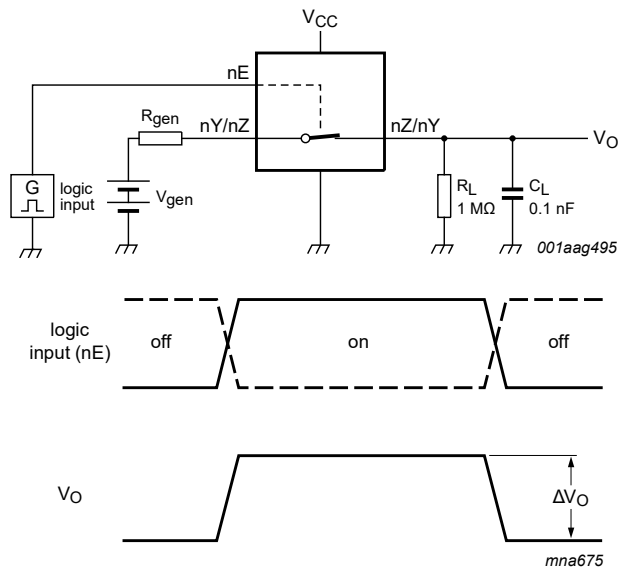 VCC
nE
Rgen
nY/nZ
nZ/nY
VO
G
logic
input
Vgen
RL
1 MΩ
CL
0.1 nF
001aag495
logic
input (nE)
off
on
off
VO
ΔVO
mna675